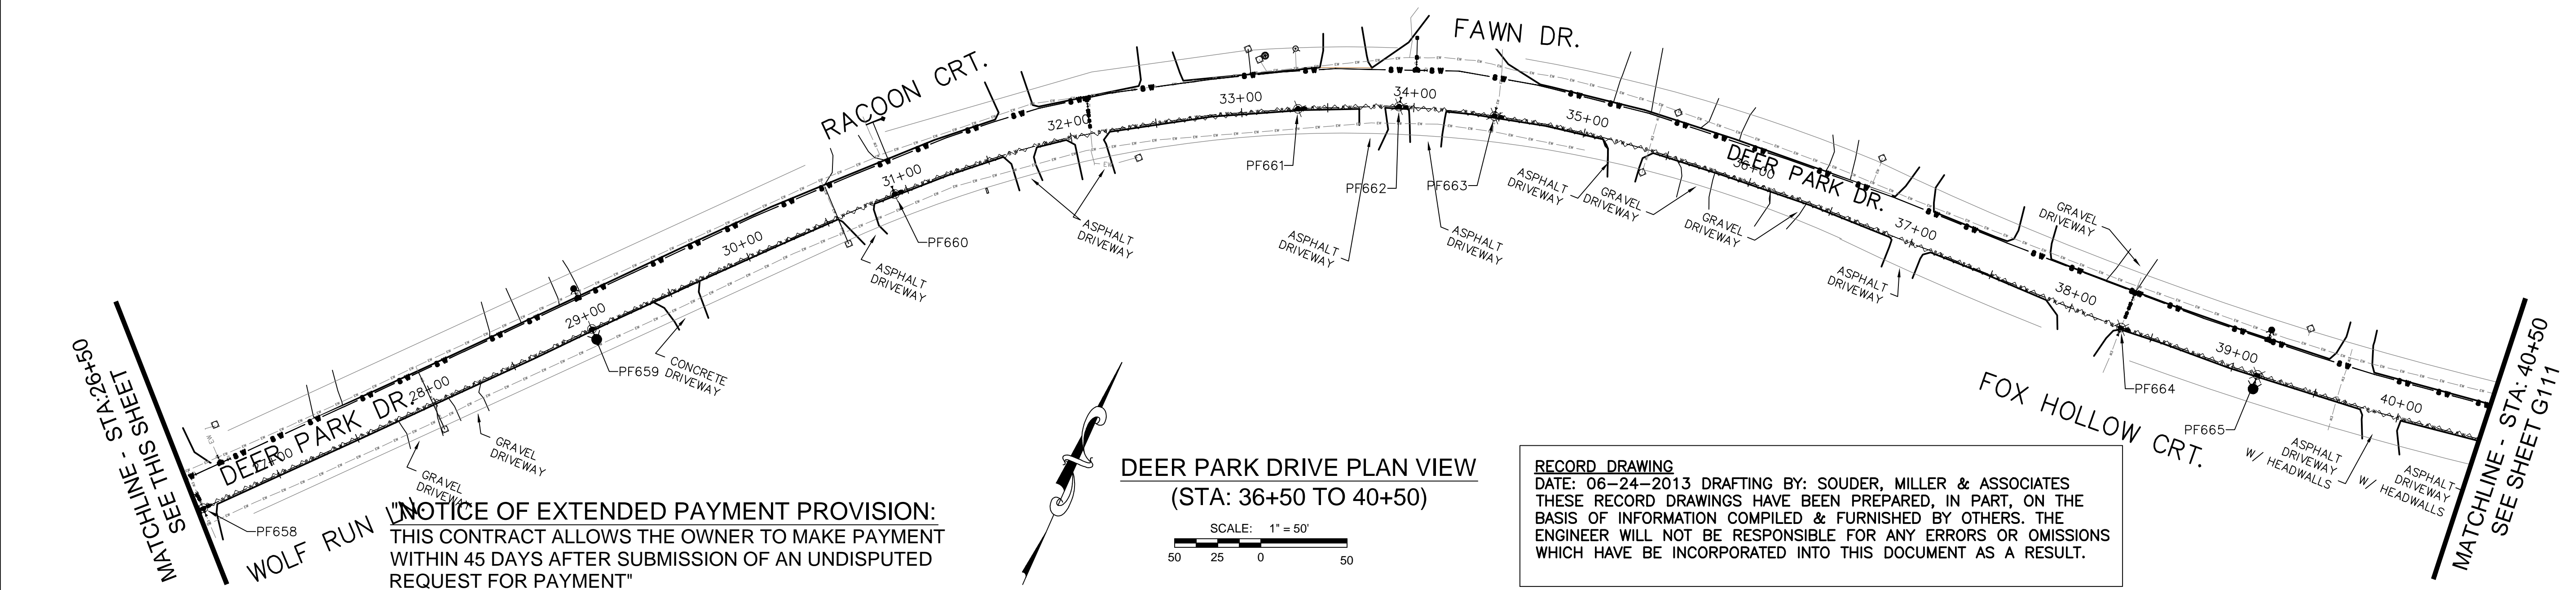 FAWN DR.
RACOON CRT.
33+00
34+00
32+00
35+00
31+00
DEER PARK DR.
36+00
30+00
37+00
29+00
38+00
28+00
39+00
27+00
40+00
DEER PARK DR.
PF661
PF662
PF663
PF660
PF659
PF658
PF664
PF665
ASPHALT
DRIVEWAY
GRAVEL
DRIVEWAY
GRAVEL
DRIVEWAY
GRAVEL
DRIVEWAY
ASPHALT
DRIVEWAY
ASPHALT
DRIVEWAY
ASPHALT
DRIVEWAY
ASPHALT
DRIVEWAY
ASPHALT
DRIVEWAY
CONCRETE
DRIVEWAY
GRAVEL
DRIVEWAY
GRAVEL
DRIVEWAY
ASPHALT
DRIVEWAY
W/ HEADWALLS
ASPHALT
DRIVEWAY
W/ HEADWALLS
FOX HOLLOW CRT.
WOLF RUN LN.
MATCHLINE - STA:26+50
SEE THIS SHEET
MATCHLINE - STA: 40+50
SEE SHEET G111
"NOTICE OF EXTENDED PAYMENT PROVISION:
THIS CONTRACT ALLOWS THE OWNER TO MAKE PAYMENT
WITHIN 45 DAYS AFTER SUBMISSION OF AN UNDISPUTED
REQUEST FOR PAYMENT"
DEER PARK DRIVE PLAN VIEW
(STA: 36+50 TO 40+50)
SCALE: 1" = 50'
50 25 0 50
RECORD DRAWING
DATE: 06-24-2013 DRAFTING BY: SOUDER, MILLER & ASSOCIATES
THESE RECORD DRAWINGS HAVE BEEN PREPARED, IN PART, ON THE
BASIS OF INFORMATION COMPILED & FURNISHED BY OTHERS. THE
ENGINEER WILL NOT BE RESPONSIBLE FOR ANY ERRORS OR OMISSIONS
WHICH HAVE BE INCORPORATED INTO THIS DOCUMENT AS A RESULT.